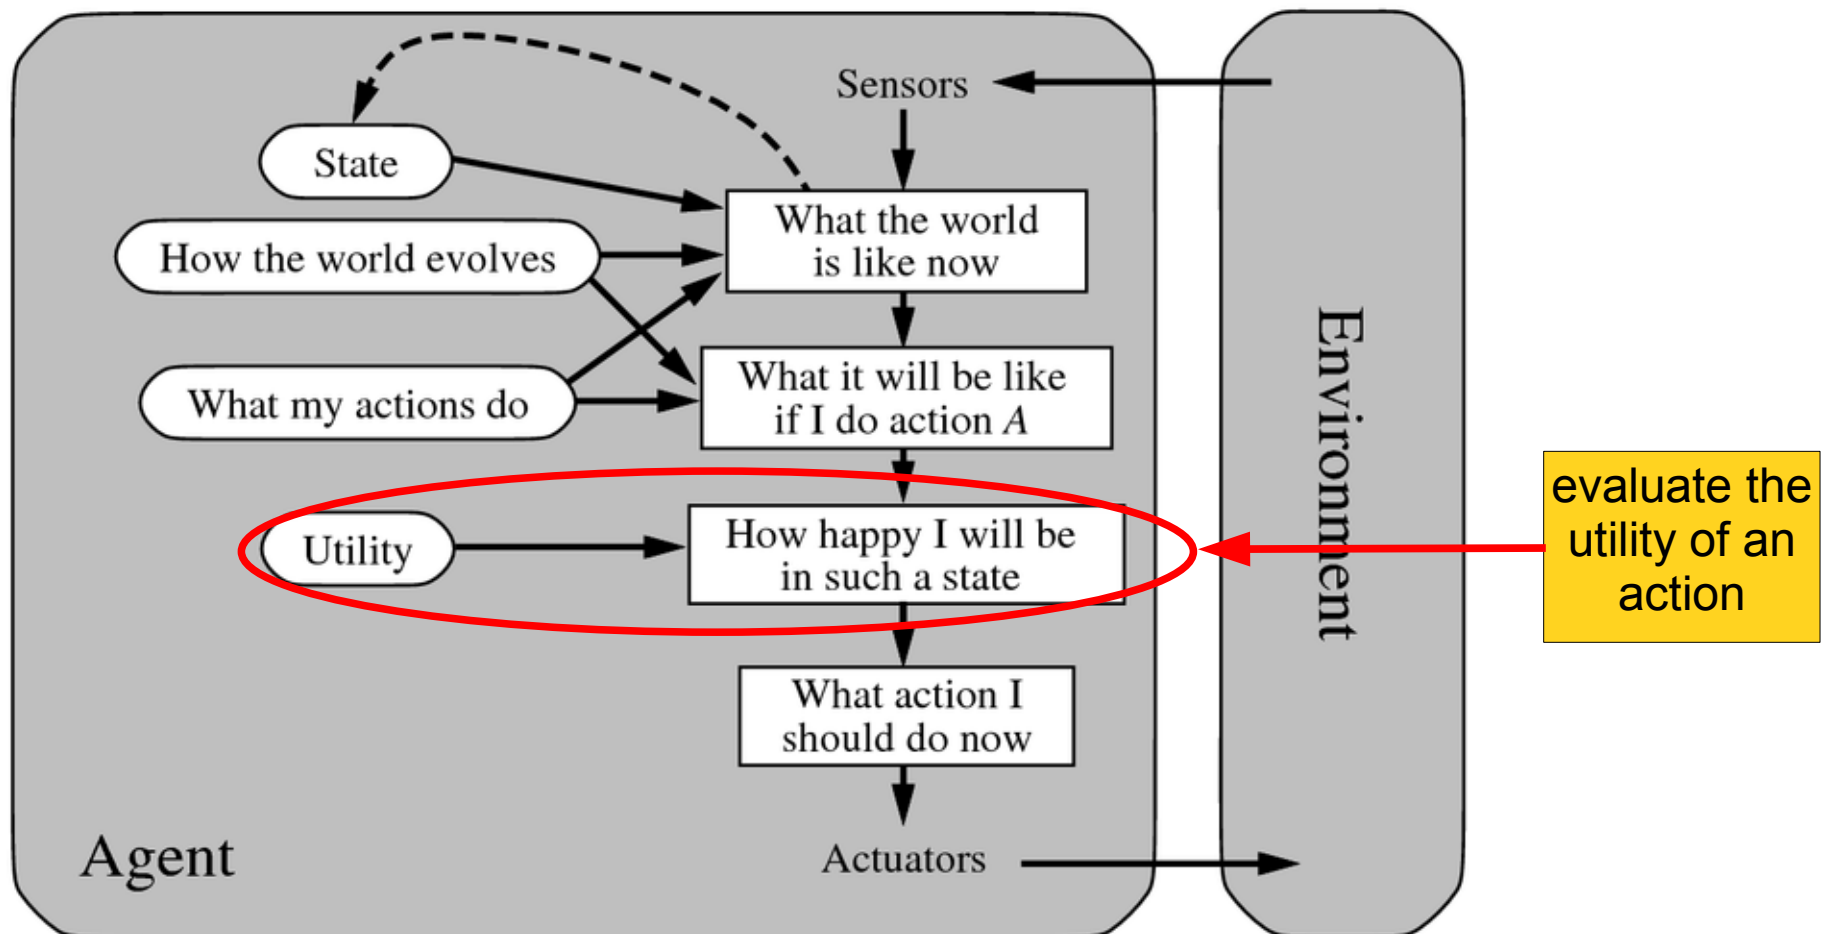 Sensors
State
What the world
is like now
How the world evolves
What it will be like
if I do action A
What my actions do
Environment
evaluate the
utility of an
action
How happy I will be
in such a state
Utility
What action I
should do now
Agent
Actuators